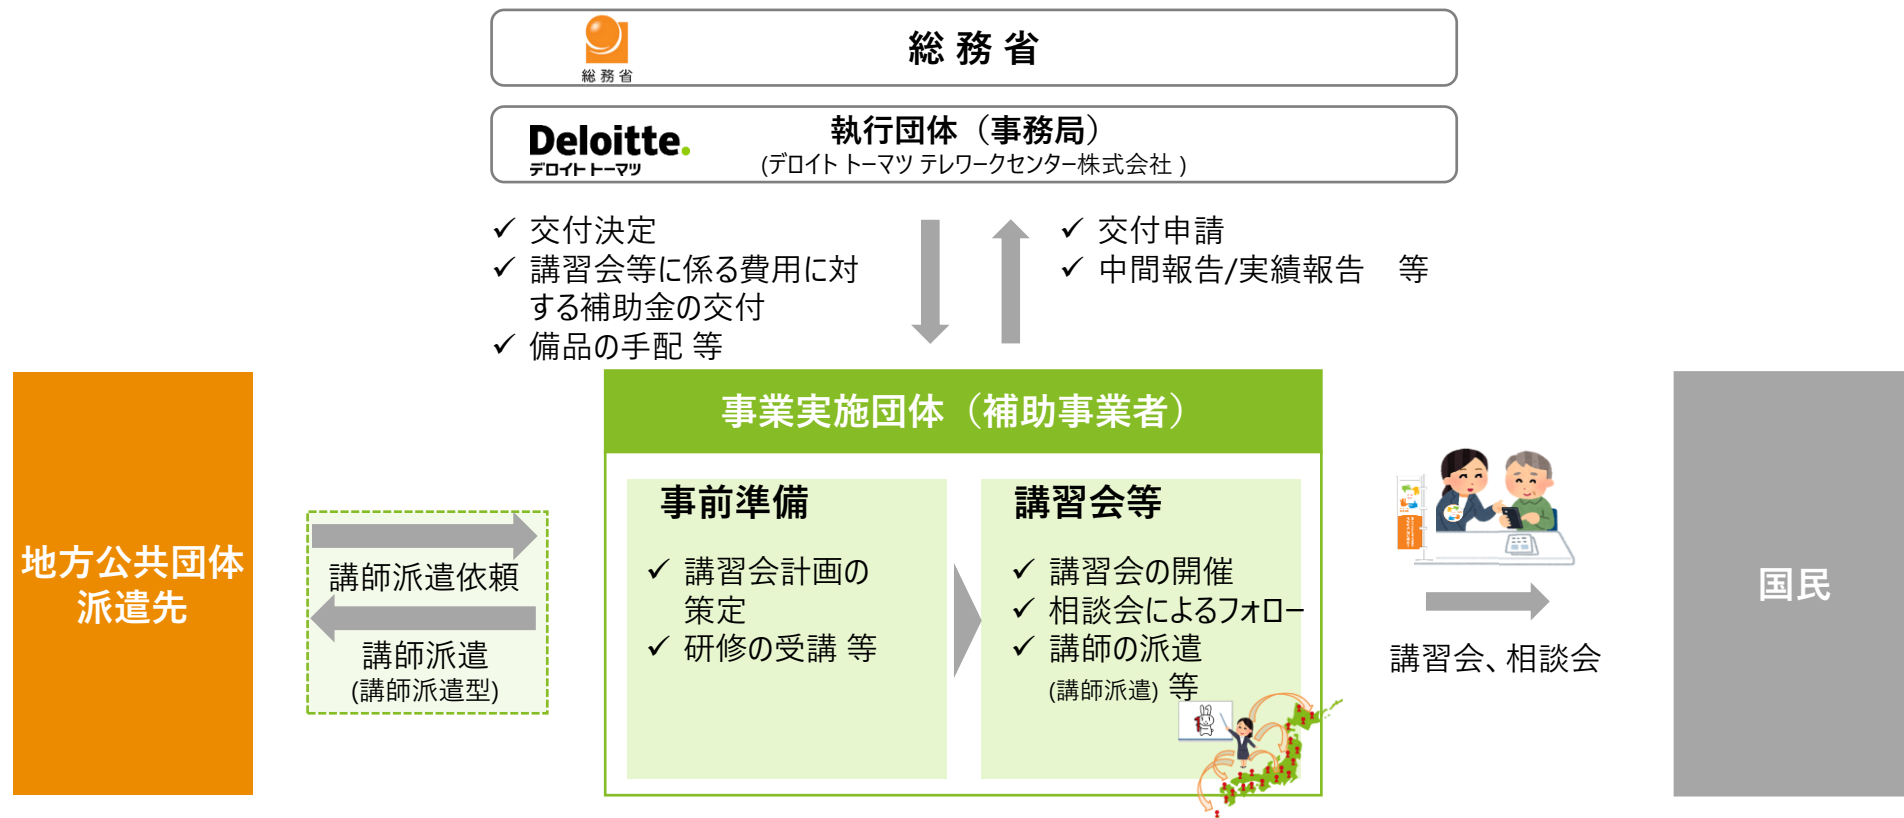 総務省
総務省
Deloitte.
デロイト トーマツ
執行団体（事務局）
(デロイト トーマツ テレワークセンター株式会社 )
✓ 交付決定
✓ 講習会等に係る費用に対
する補助金の交付
✓ 備品の手配 等
✓ 交付申請
✓ 中間報告/実績報告　等
地方公共団体
派遣先
講師派遣依頼
講師派遣
(講師派遣型)
事業実施団体（補助事業者）
事前準備
✓ 講習会計画の
策定
✓ 研修の受講 等
講習会等
✓ 講習会の開催
✓ 相談会によるフォロー
✓ 講師の派遣
(講師派遣) 等
講習会、相談会
国民